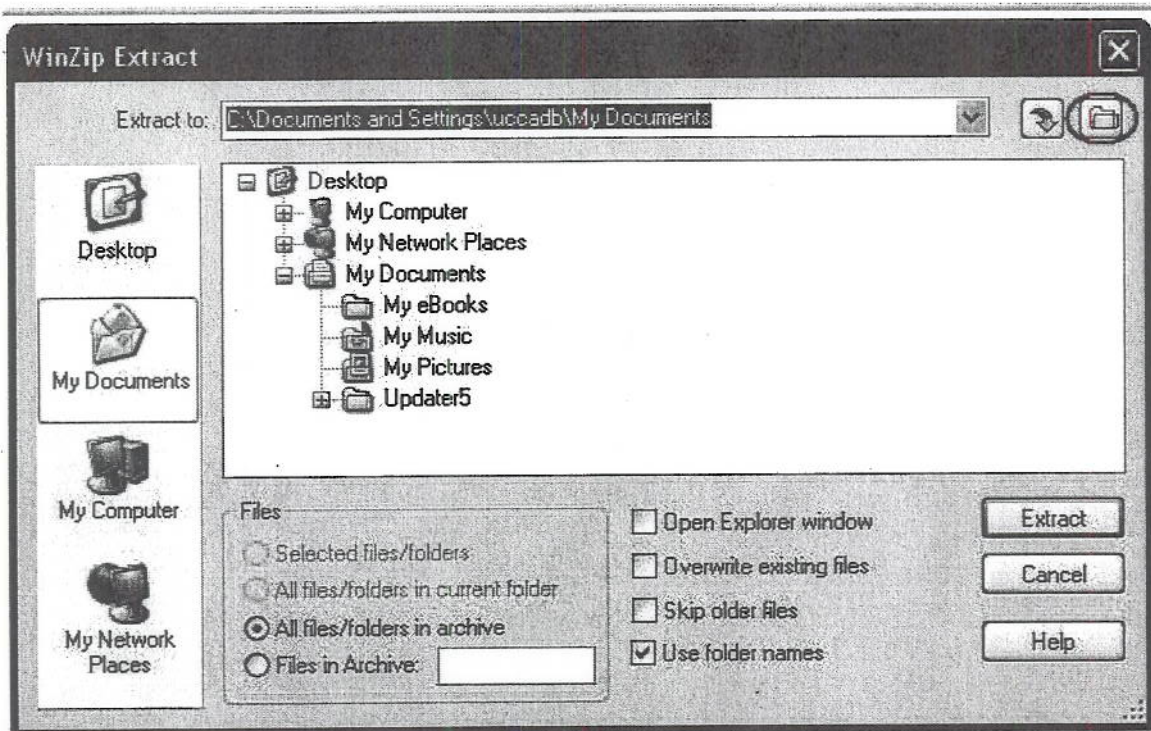 WinZip Extract
Extract to: C:\Documents and Settings\uccadb\My Documents
Desktop
My Documents
My Computer
My Network
Places
Desktop
My Computer
My Network Places
My Documents
My eBooks
My Music
My Pictures
Updater5
Files
Selected files/folders
All files/folders in current folder
All files/folders in archive
Files in Archive:
Open Explorer window
Overwrite existing files
Skip older files
Use folder names
Extract
Cancel
Help